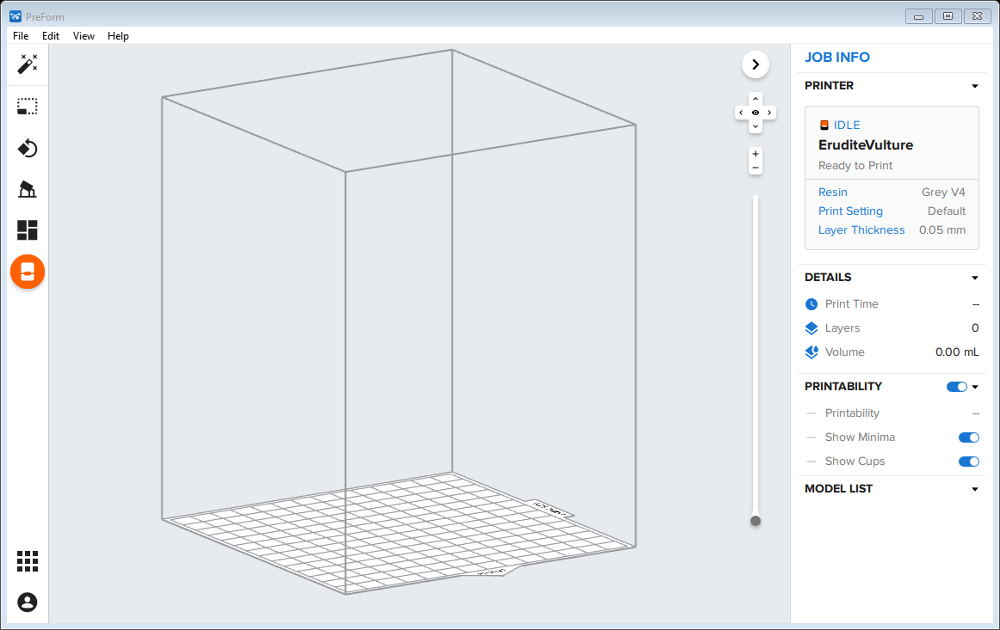 PreForm
File Edit View Help
JOB INFO
PRINTER
IDLE
EruditeVulture
Ready to Print
Resin Grey V4
Print Setting Default
Layer Thickness 0.05 mm
DETAILS
Print Time --
Layers 0
Volume 0.00 mL
PRINTABILITY
Printability --
Show Minima
Show Cups
MODEL LIST